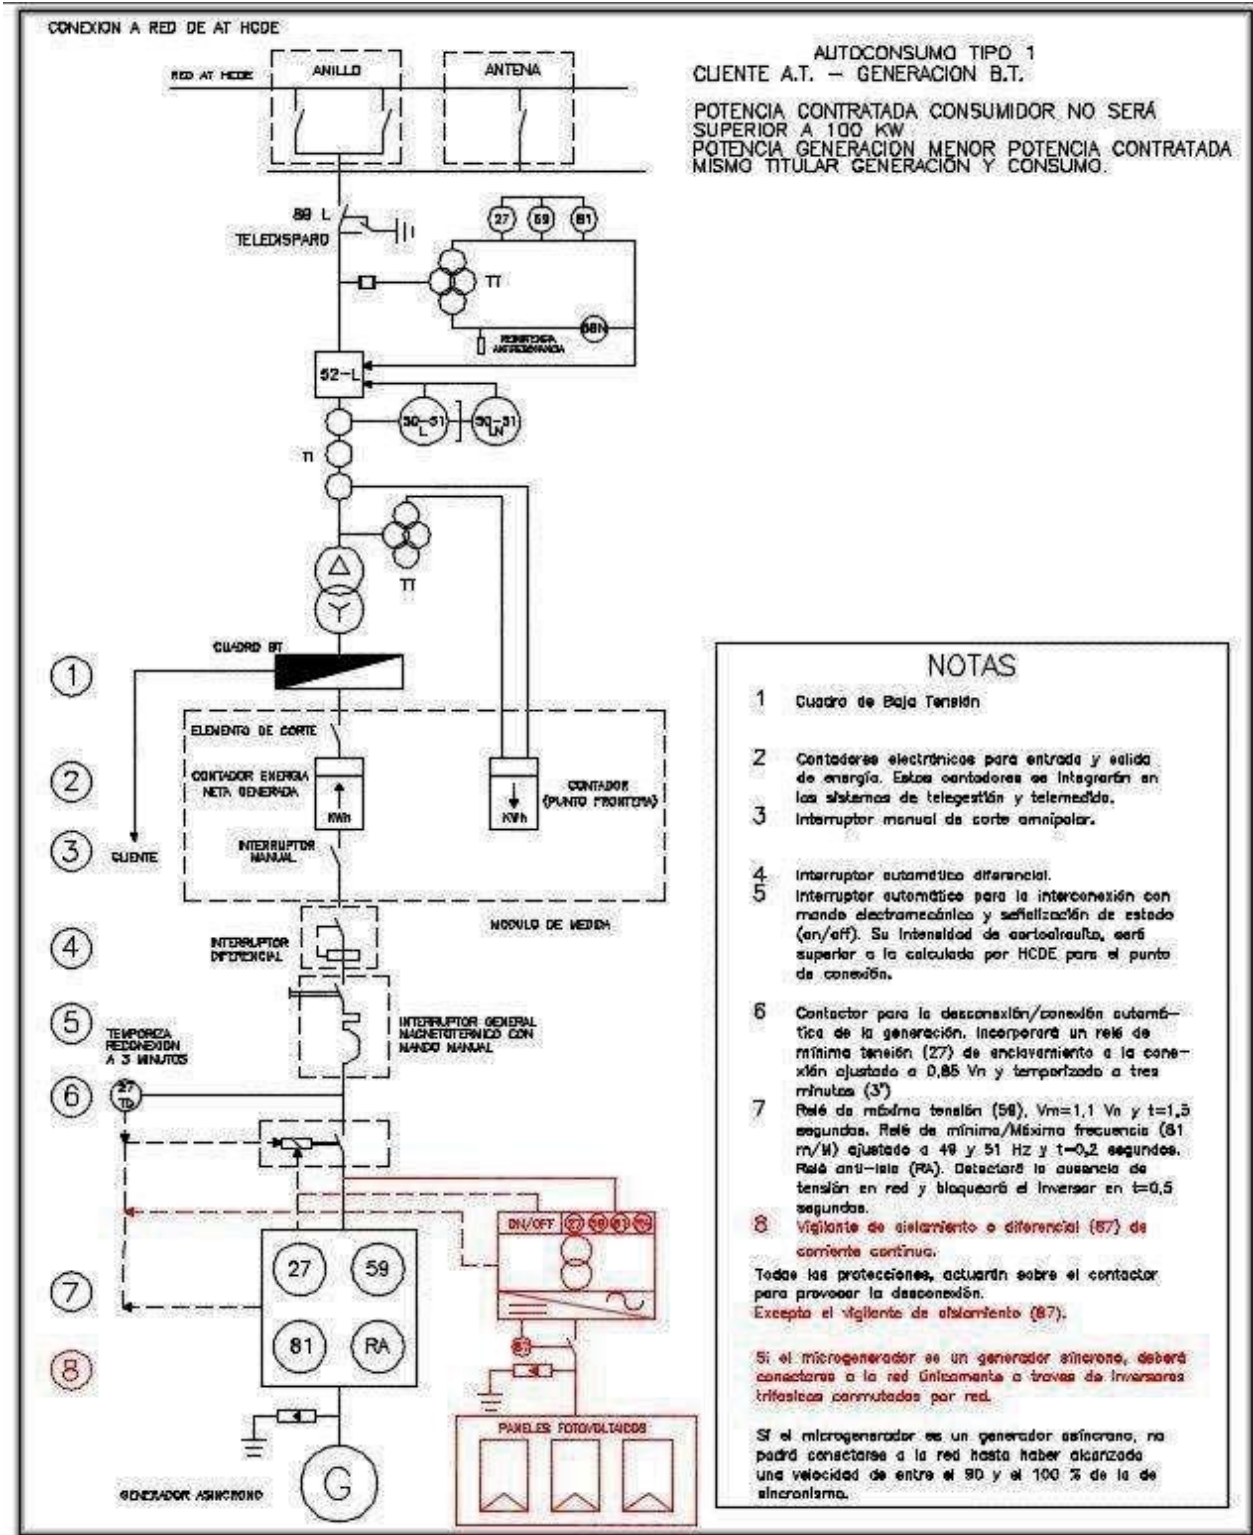 CONEXION A RED DE AT HCDE
AUTOCONSUMO TIPO 1
CLIENTE A.T. – GENERACION B.T.
POTENCIA CONTRATADA CONSUMIDOR NO SERÁ
SUPERIOR A 100 KW
POTENCIA GENERACION MENOR POTENCIA CONTRATADA
MISMO TITULAR GENERACIÓN Y CONSUMO.
RED AT HCDE
ANILLO
ANTENA
89 L
TELEDISPARO
27
59
81
TT
59N
RESISTENCIA
ANTIRESONANCIA
52-L
50-51
L
50-51
LN
TI
TT
CUADRO BT
1
ELEMENTO DE CORTE
2
CONTADOR ENERGIA
NETA GENERADA
KWh
KWh
CONTADOR
(PUNTO FRONTERA)
3
CLIENTE
INTERRUPTOR
MANUAL
MODULO DE MEDIDA
4
INTERRUPTOR
DIFERENCIAL
5
TEMPORIZA
RECONEXION
A 3 MINUTOS
INTERRUPTOR GENERAL
MAGNETOTERMICO CON
MANDO MANUAL
6
27
ON/OFF
27
59
81
7
27
59
81
RA
87
8
PANELES FOTOVOLTAICOS
GENERADOR ASINCRONO
G
NOTAS
1 Cuadro de Baja Tensión
2 Contadores electrónicos para entrada y salida
de energía. Estos contadores se integrarán en
los sistemas de telegestión y telemedida.
3 Interruptor manual de corte omnipolar.
4 Interruptor automático diferencial.
5 Interruptor automático para la interconexión con
mando electromecánico y señalización de estado
(on/off). Su intensidad de cortocircuito, será
superior a la calculada por HCDE para el punto
de conexión.
6 Contactor para la desconexión/conexión automá–
tica de la generación. Incorporará un relé de
mínima tensión (27) de enclavamiento a la cone–
xión ajustado a 0,85 Vn y temporizado a tres
minutos (3")
7 Relé de máxima tensión (59), Vm=1,1 Vn y t=1,5
segundos. Relé de mínima/Máxima frecuencia (81
m/M) ajustado a 49 y 51 Hz y t=0,2 segundos.
Relé anti-isla (RA). Detectará la ausencia de
tensión en red y bloqueará el inversor en t=0,5
segundos.
8 Vigilante de aislamiento o diferencial (87) de
corriente continua.
Todas las protecciones, actuarán sobre el contactor
para provocar la desconexión.
Excepto el vigilante de aislamiento (87).
Si el microgenerador es un generador síncrono, deberá
conectarse a la red únicamente a traves de inversores
trifasicos conmutados por red.
Si el microgenerador es un generador asíncrono, no
podrá conectarse a la red hasta haber alcanzado
una velocidad de entre el 90 y el 100 % de la de
sincronismo.